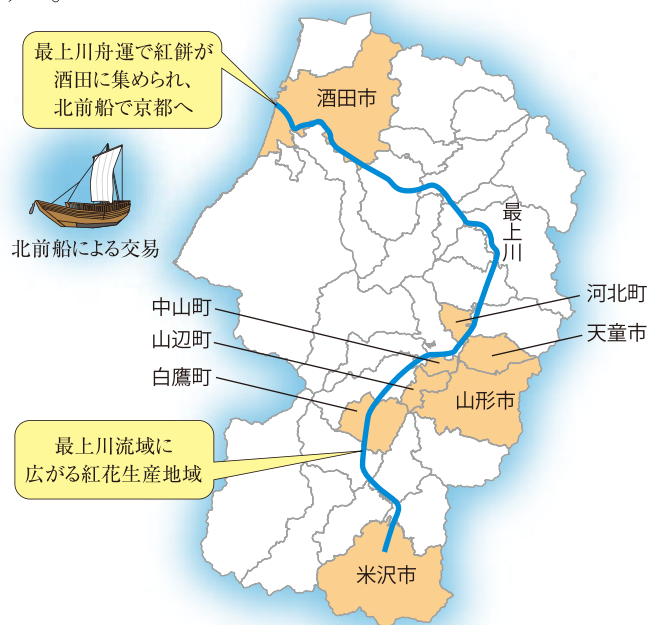 最上川舟運で紅餅が
酒田に集められ、
北前船で京都へ
酒田市
北前船による交易
最上川
中山町
山辺町
白鷹町
河北町
天童市
山形市
最上川流域に
広がる紅花生産地域
米沢市